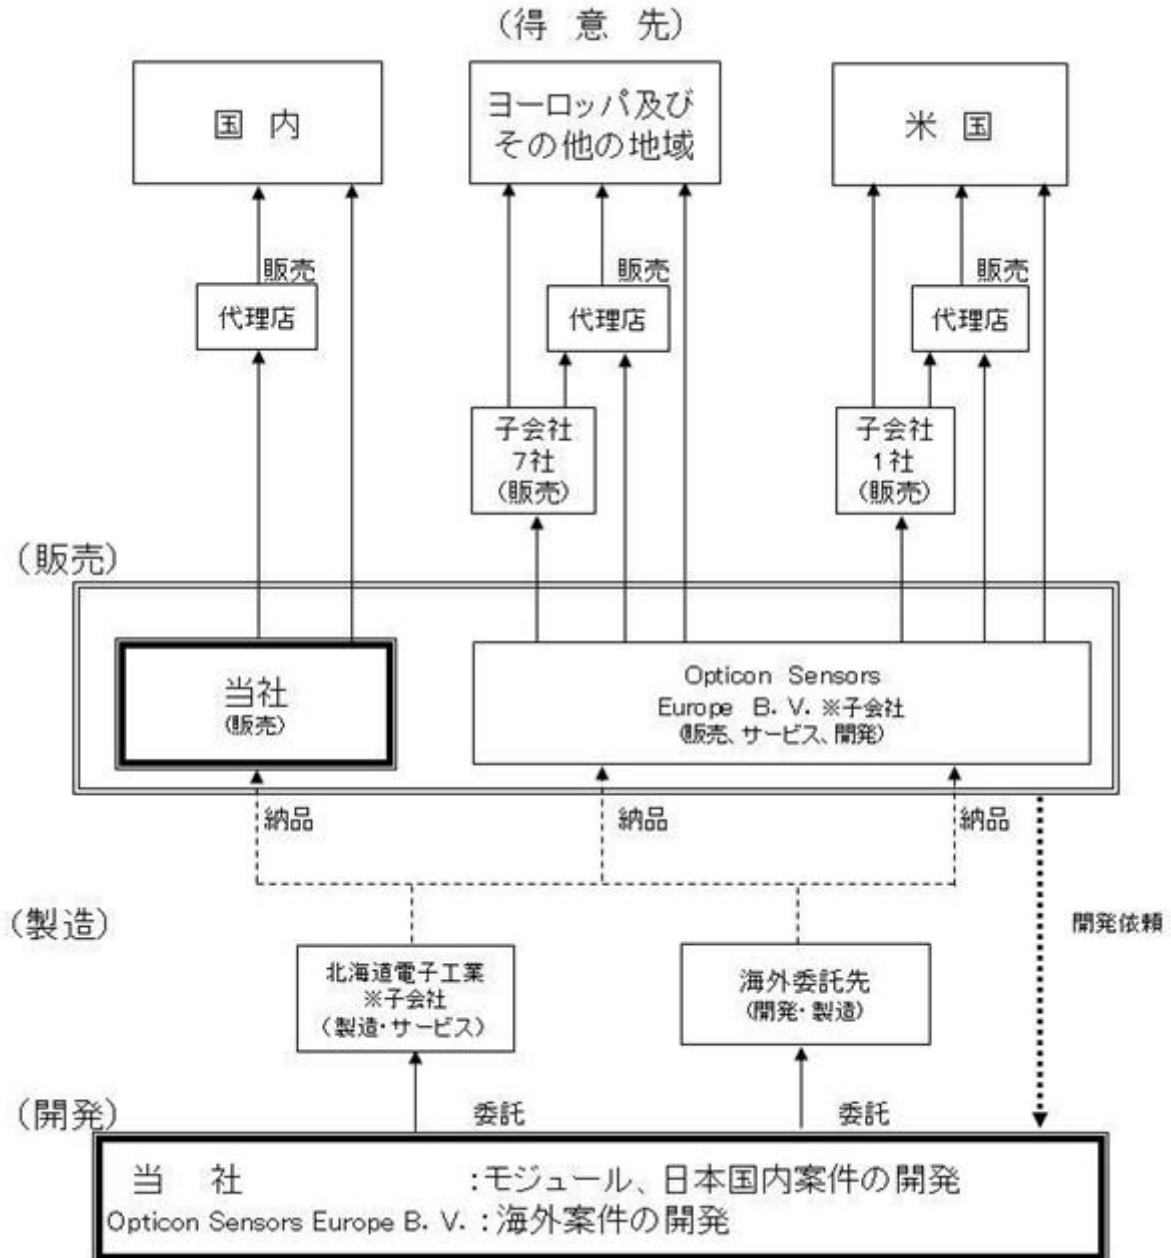 (得 意 先)
国 内
ヨーロッパ及び
その他の地域
米 国
販売
販売
販売
代理店
代理店
代理店
子会社
7社
(販売)
子会社
1社
(販売)
(販売)
当社
(販売)
Opticon Sensors
Europe B. V. ※子会社
(販売、サービス、開発)
納品
納品
納品
(製造)
開発依頼
北海道電子工業
※子会社
(製造・サービス)
海外委託先
(開発・製造)
(開発)
委託
委託
当 社 :モジュール、日本国内案件の開発
Opticon Sensors Europe B. V. :海外案件の開発